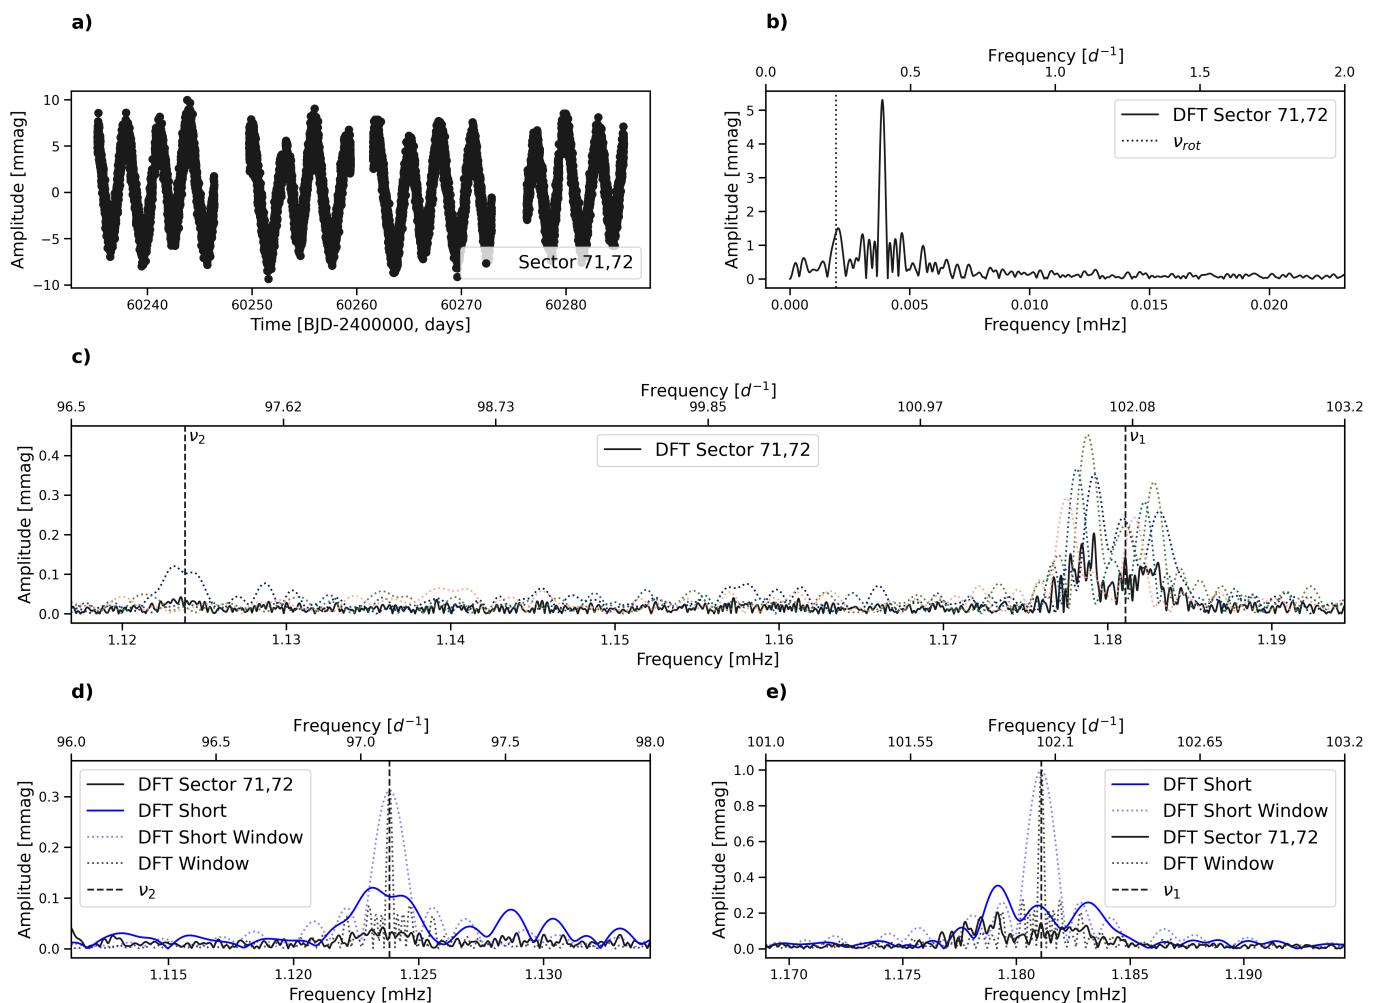 a)
Amplitude [mmag]
10
5
0
−5
−10
Sector 71,72
60240 60250 60260 60270 60280
Time [BJD-2400000, days]
b)
Frequency [d⁻¹]
0.0 0.5 1.0 1.5 2.0
Amplitude [mmag]
5
4
3
2
1
0
DFT Sector 71,72
ν_rot
0.000 0.005 0.010 0.015 0.020
Frequency [mHz]
c)
Frequency [d⁻¹]
96.5 97.62 98.73 99.85 100.97 102.08 103.2
Amplitude [mmag]
0.4
0.3
0.2
0.1
0.0
ν₂
DFT Sector 71,72
ν₁
1.12 1.13 1.14 1.15 1.16 1.17 1.18 1.19
Frequency [mHz]
d)
Frequency [d⁻¹]
96.0 96.5 97.0 97.5 98.0
Amplitude [mmag]
0.3
0.2
0.1
0.0
DFT Sector 71,72
DFT Short
DFT Short Window
DFT Window
ν₂
1.115 1.120 1.125 1.130
Frequency [mHz]
e)
Frequency [d⁻¹]
101.0 101.55 102.1 102.65 103.2
Amplitude [mmag]
1.0
0.8
0.6
0.4
0.2
0.0
DFT Short
DFT Short Window
DFT Sector 71,72
DFT Window
ν₁
1.170 1.175 1.180 1.185 1.190
Frequency [mHz]